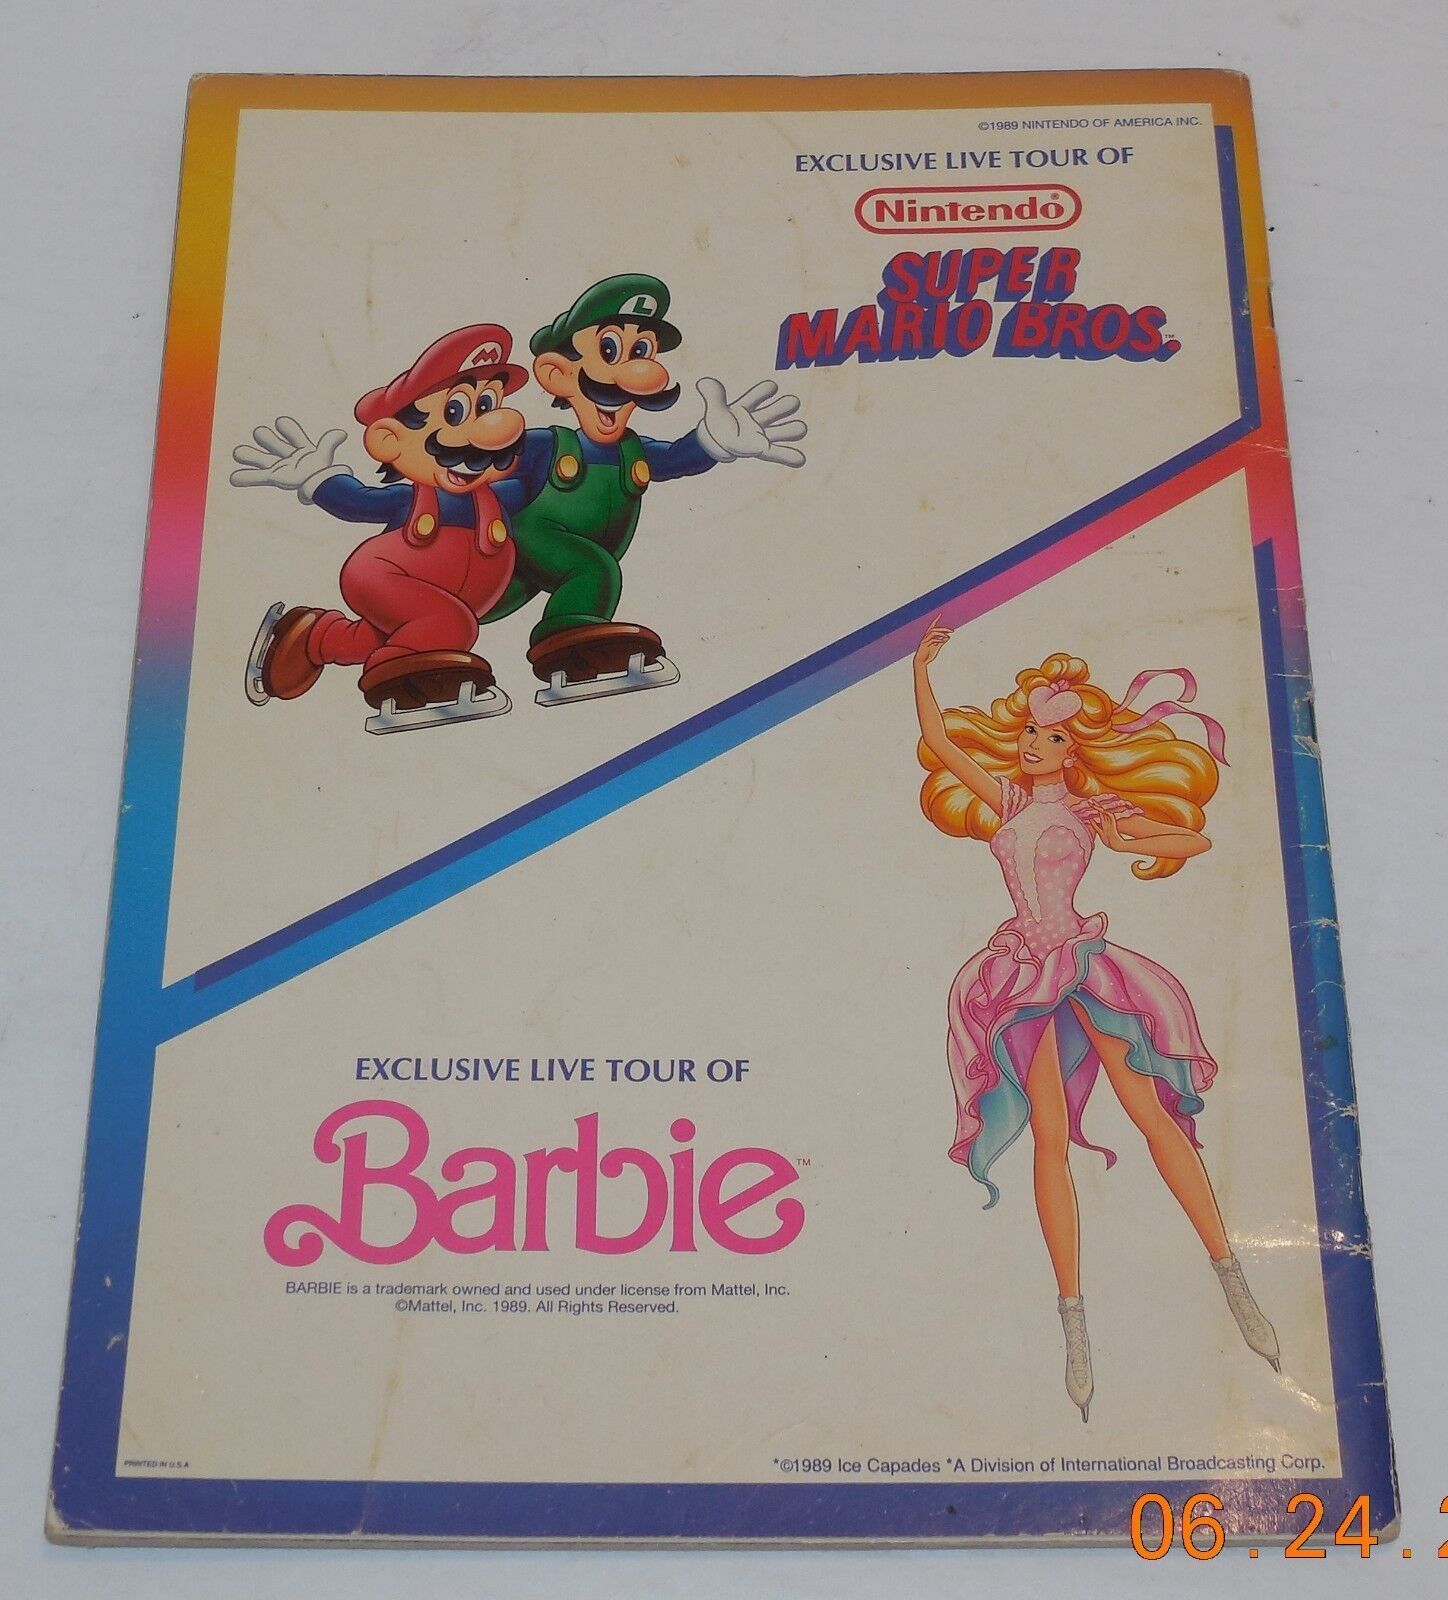 ©1989 NINTENDO OF AMERICA INC.
EXCLUSIVE LIVE TOUR OF
Nintendo®
SUPER
MARIO BROS.™
M
L
EXCLUSIVE LIVE TOUR OF
Barbie™
BARBIE is a trademark owned and used under license from Mattel, Inc.
©Mattel, Inc. 1989. All Rights Reserved.
PRINTED IN U.S.A
*©1989 Ice Capades *A Division of International Broadcasting Corp.
06.24.2